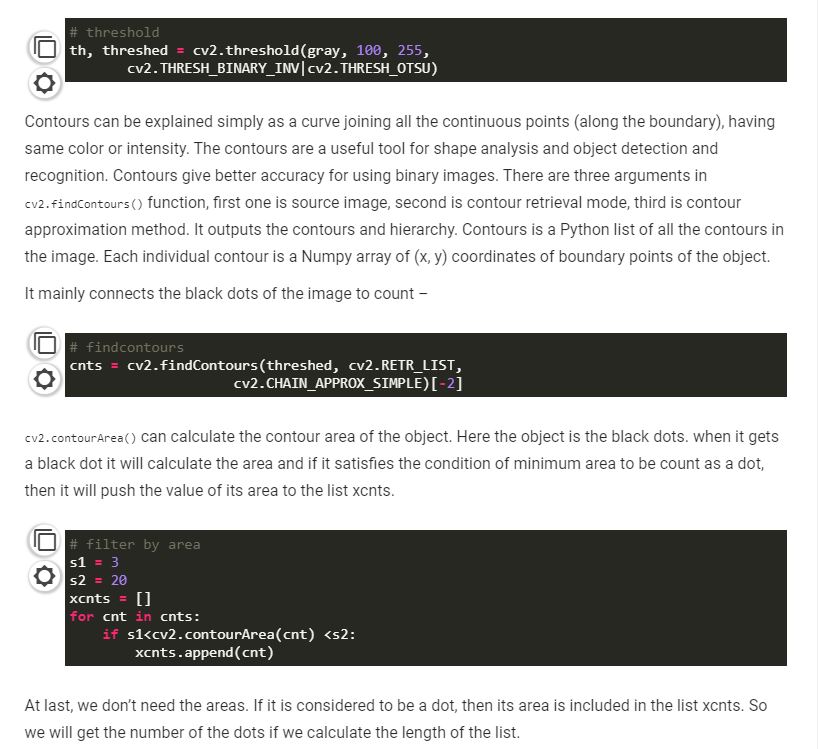 # threshold
th, threshed = cv2.threshold(gray, 100, 255,
        cv2.THRESH_BINARY_INV|cv2.THRESH_OTSU)
Contours can be explained simply as a curve joining all the continuous points (along the boundary), having
same color or intensity. The contours are a useful tool for shape analysis and object detection and
recognition. Contours give better accuracy for using binary images. There are three arguments in
cv2.findContours() function, first one is source image, second is contour retrieval mode, third is contour
approximation method. It outputs the contours and hierarchy. Contours is a Python list of all the contours in
the image. Each individual contour is a Numpy array of (x, y) coordinates of boundary points of the object.
It mainly connects the black dots of the image to count –
# findcontours
cnts = cv2.findContours(threshed, cv2.RETR_LIST,
                    cv2.CHAIN_APPROX_SIMPLE)[-2]
cv2.contourArea() can calculate the contour area of the object. Here the object is the black dots. when it gets
a black dot it will calculate the area and if it satisfies the condition of minimum area to be count as a dot,
then it will push the value of its area to the list xcnts.
# filter by area
s1 = 3
s2 = 20
xcnts = []
for cnt in cnts:
    if s1<cv2.contourArea(cnt) <s2:
        xcnts.append(cnt)
At last, we don’t need the areas. If it is considered to be a dot, then its area is included in the list xcnts. So
we will get the number of the dots if we calculate the length of the list.